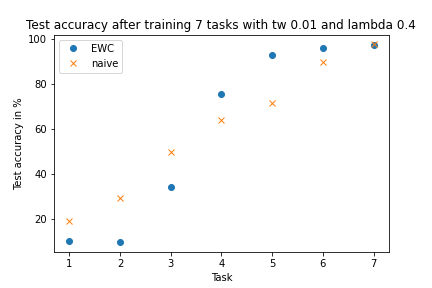 Test accuracy after training 7 tasks with tw 0.01 and lambda 0.4
100
80
60
40
20
Test accuracy in %
EWC
naive
1 2 3 4 5 6 7
Task